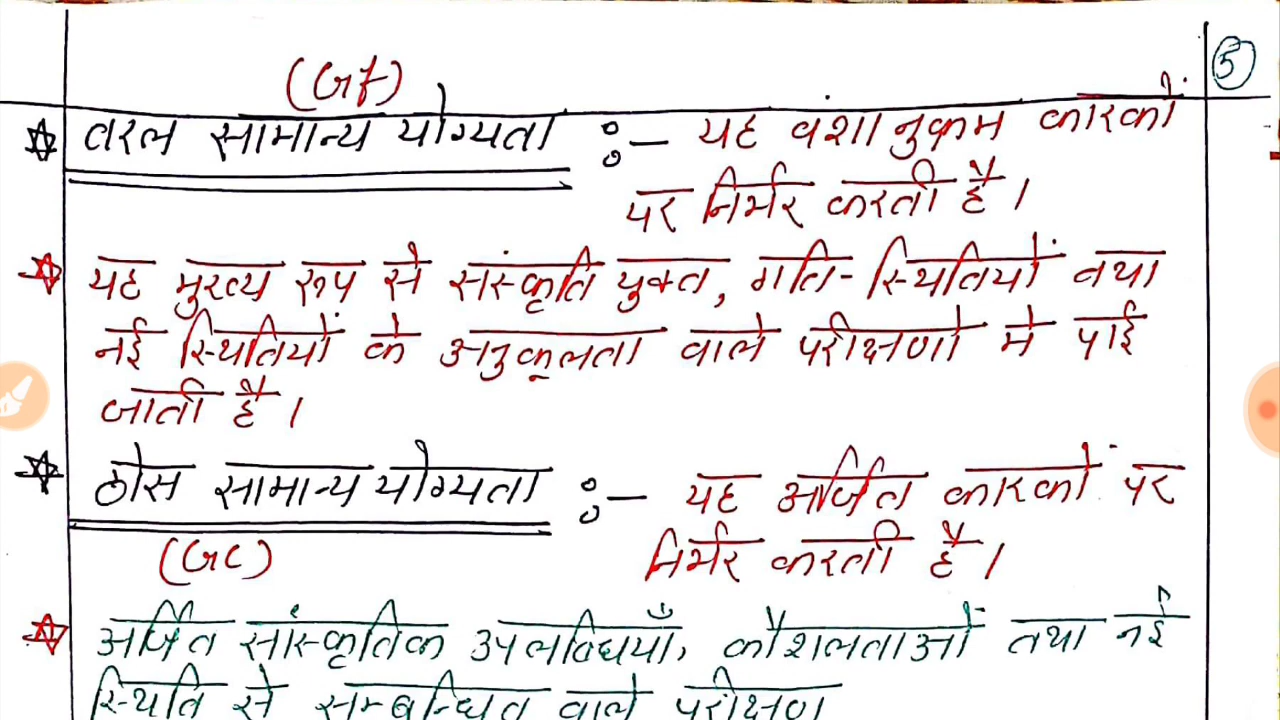 5
(Gf)
तरल सामान्य योग्यता :- यह वंशानुक्रम कारकों
पर निर्भर करती है।
यह मुख्य रूप से संस्कृति युक्त, गति-स्थितियों तथा
नई स्थितियों के अनुकूलता वाले परीक्षणो मे पाई
जाती है।
ठोस सामान्य योग्यता :- यह अर्जित कारकों पर
(Gc) निर्भर करती है।
अर्जित सांस्कृतिक उपलब्धियाँ, कौशलताओं तथा नई
स्थिति से सम्बन्धित वाले परीक्षण